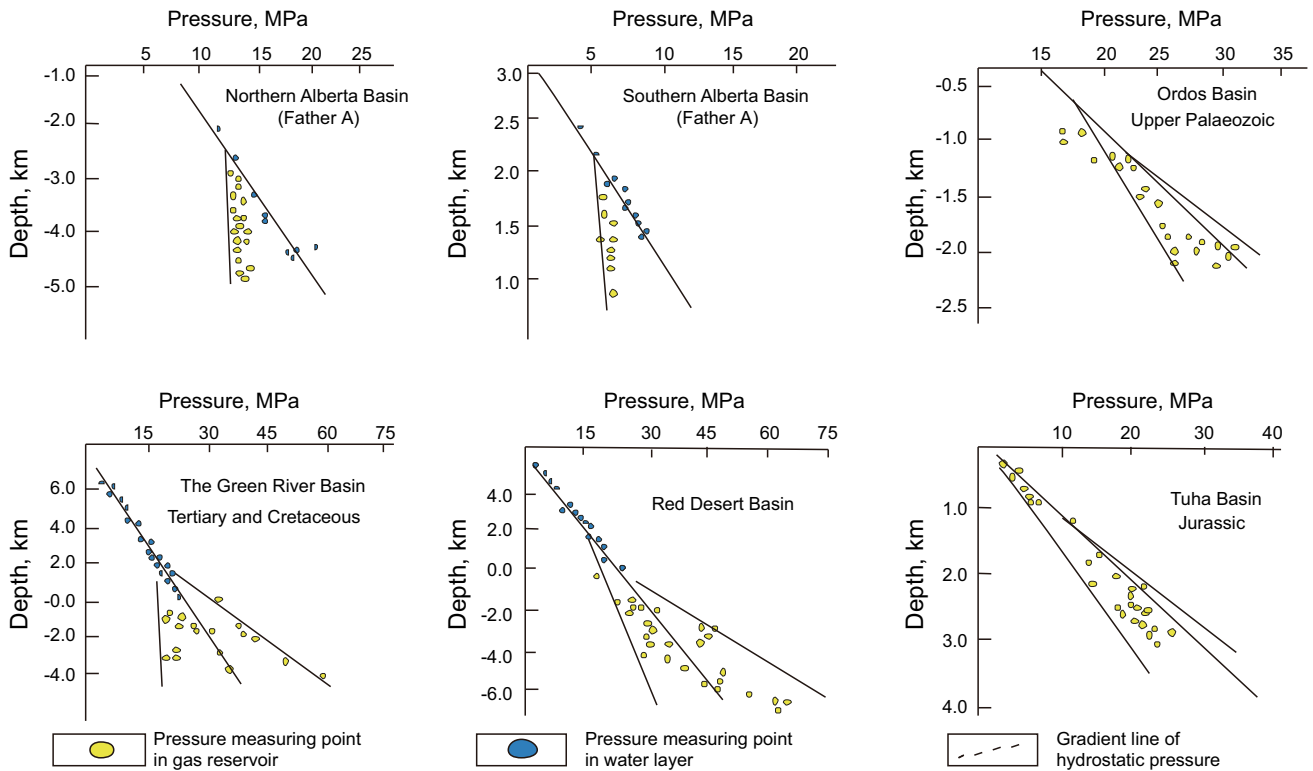 Pressure, MPa
5 10 15 20 25
-1.0
-2.0
-3.0
-4.0
-5.0
Depth, km
Northern Alberta Basin
(Father A)
Pressure, MPa
5 10 15 20
3.0
2.5
2.0
1.5
1.0
Depth, km
Southern Alberta Basin
(Father A)
Pressure, MPa
15 20 25 30 35
-0.5
-1.0
-1.5
-2.0
-2.5
Depth, km
Ordos Basin
Upper Palaeozoic
Pressure, MPa
15 30 45 60 75
6.0
4.0
2.0
-0.0
-2.0
-4.0
Depth, km
The Green River Basin
Tertiary and Cretaceous
Pressure, MPa
15 30 45 60 75
4.0
2.0
0.0
-2.0
-4.0
-6.0
Depth, km
Red Desert Basin
Pressure, MPa
10 20 30 40
1.0
2.0
3.0
4.0
Depth, km
Tuha Basin
Jurassic
Pressure measuring point
in gas reservoir
Pressure measuring point
in water layer
Gradient line of
hydrostatic pressure